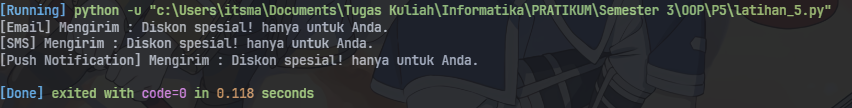 [Running] python -u "c:\Users\itsma\Documents\Tugas Kuliah\Informatika\PRATIKUM\Semester 3\OOP\P5\latihan_5.py"
[Email] Mengirim : Diskon spesial! hanya untuk Anda.
[SMS] Mengirim : Diskon spesial! hanya untuk Anda.
[Push Notification] Mengirim : Diskon spesial! hanya untuk Anda.
[Done] exited with code=0 in 0.118 seconds